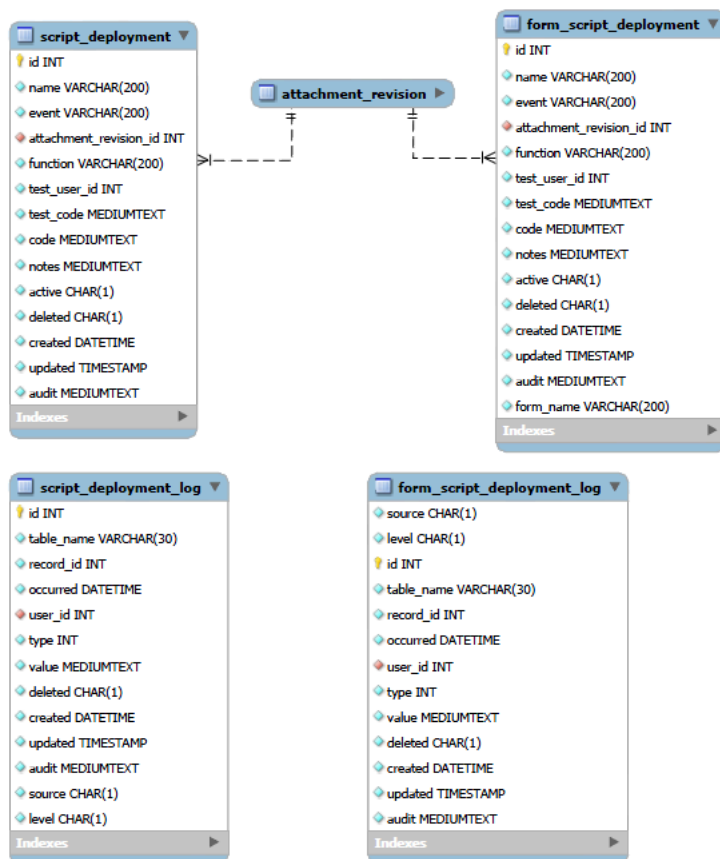 script_deployment
id INT
name VARCHAR(200)
event VARCHAR(200)
attachment_revision_id INT
function VARCHAR(200)
test_user_id INT
test_code MEDIUMTEXT
code MEDIUMTEXT
notes MEDIUMTEXT
active CHAR(1)
deleted CHAR(1)
created DATETIME
updated TIMESTAMP
audit MEDIUMTEXT
Indexes
attachment_revision
form_script_deployment
id INT
name VARCHAR(200)
event VARCHAR(200)
attachment_revision_id INT
function VARCHAR(200)
test_user_id INT
test_code MEDIUMTEXT
code MEDIUMTEXT
notes MEDIUMTEXT
active CHAR(1)
deleted CHAR(1)
created DATETIME
updated TIMESTAMP
audit MEDIUMTEXT
form_name VARCHAR(200)
Indexes
script_deployment_log
id INT
table_name VARCHAR(30)
record_id INT
occurred DATETIME
user_id INT
type INT
value MEDIUMTEXT
deleted CHAR(1)
created DATETIME
updated TIMESTAMP
audit MEDIUMTEXT
source CHAR(1)
level CHAR(1)
Indexes
form_script_deployment_log
source CHAR(1)
level CHAR(1)
id INT
table_name VARCHAR(30)
record_id INT
occurred DATETIME
user_id INT
type INT
value MEDIUMTEXT
deleted CHAR(1)
created DATETIME
updated TIMESTAMP
audit MEDIUMTEXT
Indexes